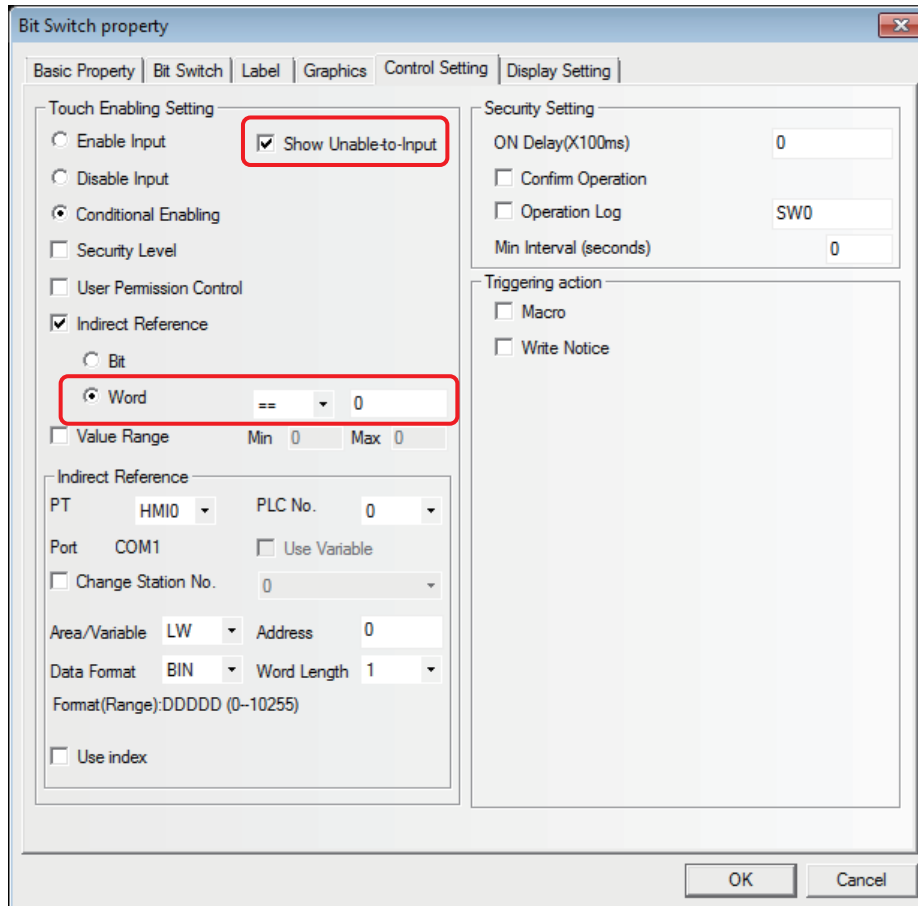 Bit Switch property
Basic Property Bit Switch Label Graphics Control Setting Display Setting
Touch Enabling Setting
Enable Input
Show Unable-to-Input
Disable Input
Conditional Enabling
Security Level
User Permission Control
Indirect Reference
Bit
Word == 0
Value Range Min 0 Max 0
Indirect Reference
PT HMI0 PLC No. 0
Port COM1 Use Variable
Change Station No. 0
Area/Variable LW Address 0
Data Format BIN Word Length 1
Format(Range):DDDDD (0--10255)
Use index
Security Setting
ON Delay(X100ms) 0
Confirm Operation
Operation Log SW0
Min Interval (seconds) 0
Triggering action
Macro
Write Notice
OK Cancel